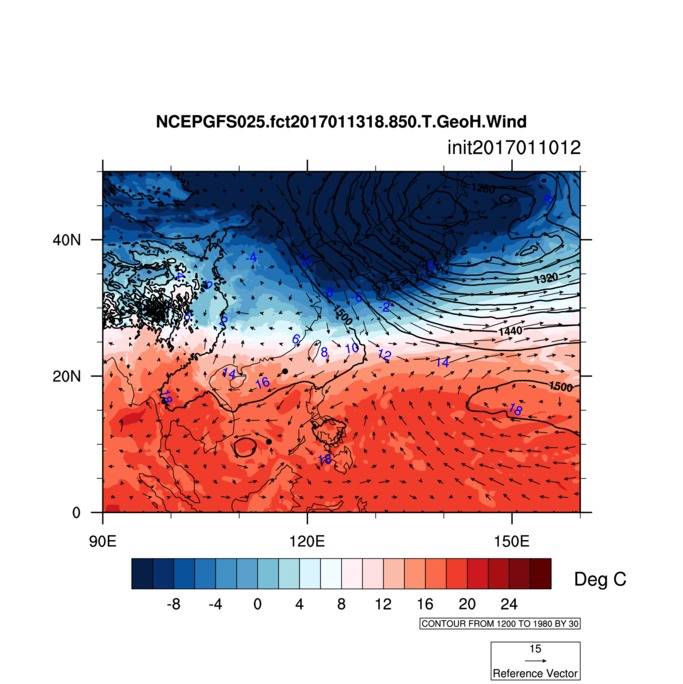 NCEPGFS025.fct2017011318.850.T.GeoH.Wind
init2017011012
1260
40N
-4
1320
1320
-2
1500
1440
6
8
10
12
14
20N
14
16
1500
18
18
18
0
90E
120E
150E
-8 -4 0 4 8 12 16 20 24
Deg C
CONTOUR FROM 1200 TO 1980 BY 30
15
Reference Vector